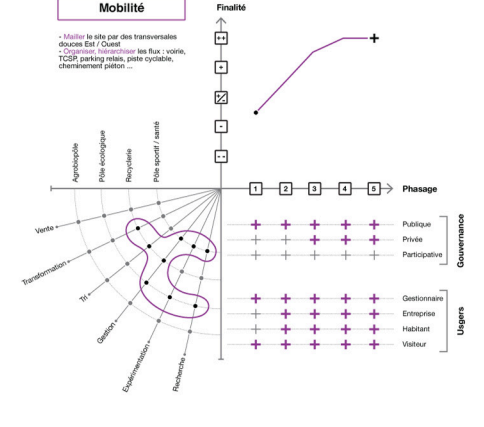 Mobilité
Finalité
- Mailler le site par des transversales
douces Est / Ouest
- Organiser, hiérarchiser les flux : voirie,
TCSP, parking relais, piste cyclable,
cheminement piéton ...
++
+
+/-
-
--
Agrobiopôle
Pôle écologique
Recyclerie
Pôle sportif / santé
1 2 3 4 5 Phasage
Vente
Transformation
Tri
Gestion
Expérimentation
Recherche
Publique
Privée
Participative
Gouvernance
Gestionnaire
Entreprise
Habitant
Visiteur
Usgers